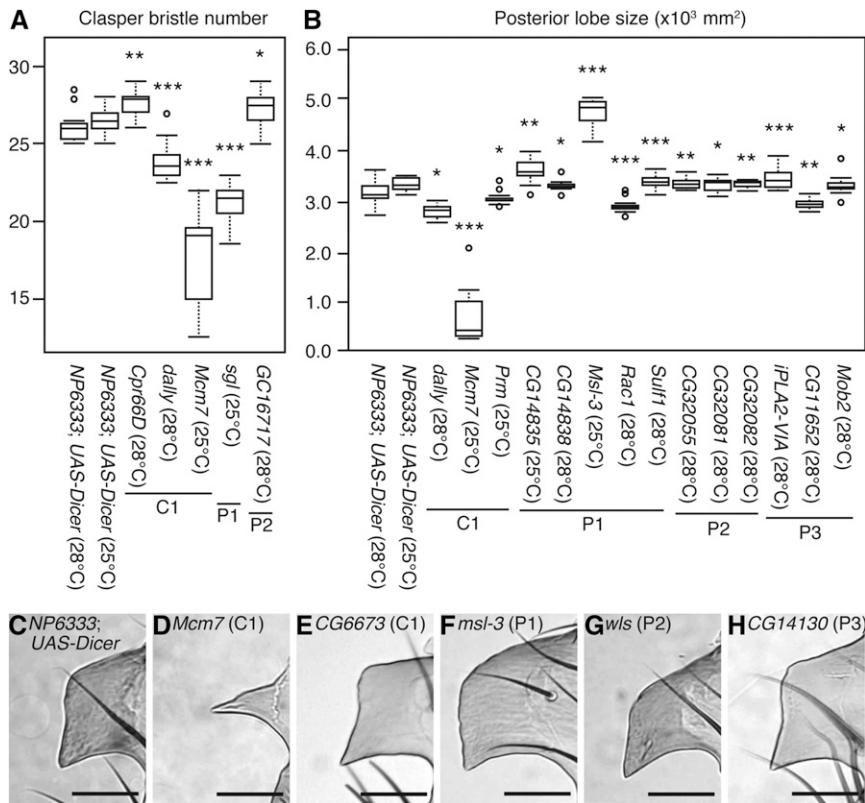 A Clasper bristle number
30
25
20
15
**
***
***
***
*
NP6333; UAS-Dicer (28°C)
NP6333; UAS-Dicer (25°C)
Cpr66D (28°C)
dally (28°C)
Mcm7 (25°C)
sgl (25°C)
GC16717 (28°C)
C1
P1
P2
B Posterior lobe size (x10³ mm²)
6.0
5.0
4.0
3.0
2.0
1.0
0.0
*
***
*
**
*
***
***
***
**
*
**
***
**
*
NP6333; UAS-Dicer (28°C)
NP6333; UAS-Dicer (25°C)
dally (28°C)
Mcm7 (25°C)
Prm (25°C)
CG14835 (25°C)
CG14838 (28°C)
Msl-3 (25°C)
Rac1 (28°C)
Sulf1 (28°C)
CG32055 (28°C)
CG32081 (28°C)
CG32082 (28°C)
iPLA2-VIA (28°C)
CG11652 (28°C)
Mob2 (28°C)
C1
P1
P2
P3
C NP6333;
UAS-Dicer
D Mcm7 (C1)
E CG6673 (C1)
F msl-3 (P1)
G wls (P2)
H CG14130 (P3)